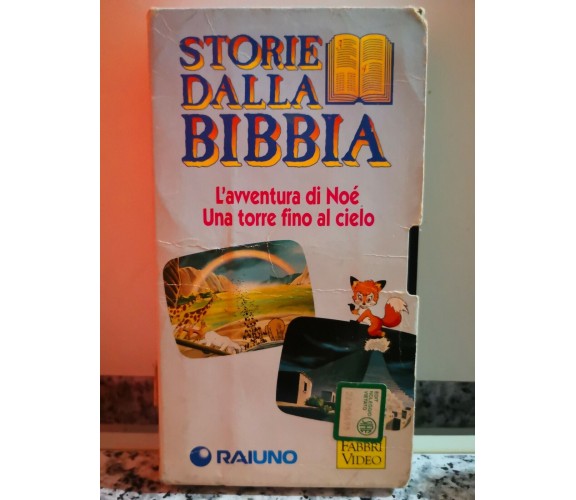 STORIE
DALLA
BIBBIA
L'avventura di Noé
Una torre fino al cielo
RAIUNO
FABBRI
VIDEO